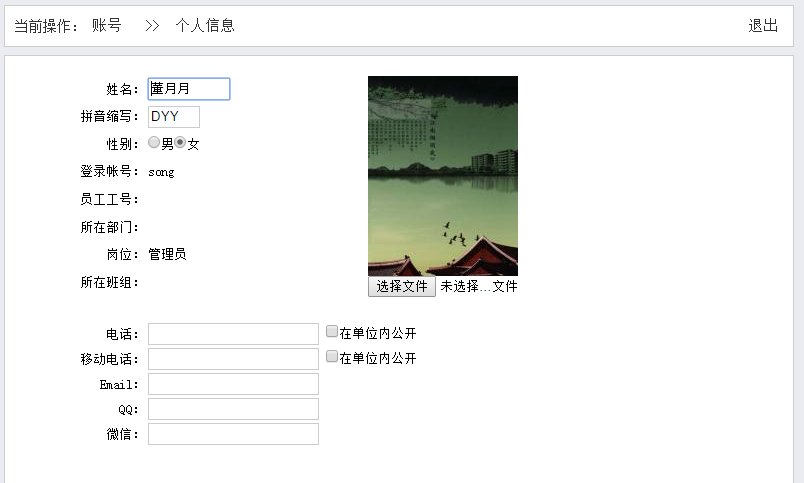 当前操作： 账号 >> 个人信息 退出
姓名： 董月月
拼音缩写： DYY
性别： 男 女
登录帐号： song
员工工号：
所在部门：
岗位： 管理员
所在班组：
选择文件 未选择...文件
电话： 在单位内公开
移动电话： 在单位内公开
Email：
QQ：
微信：